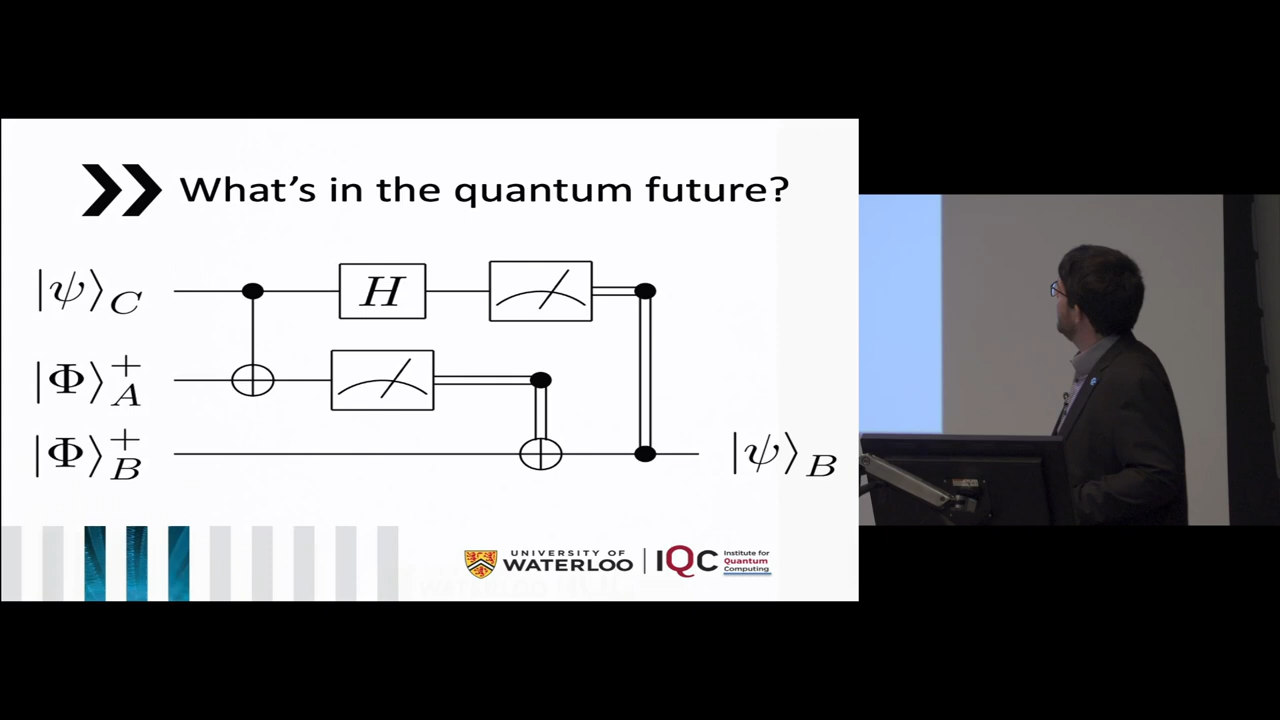 What's in the quantum future?
|ψ⟩_C
H
|Φ⟩⁺_A
|Φ⟩⁺_B
|ψ⟩_B
UNIVERSITY OF
WATERLOO
IQC
Institute for
Quantum
Computing